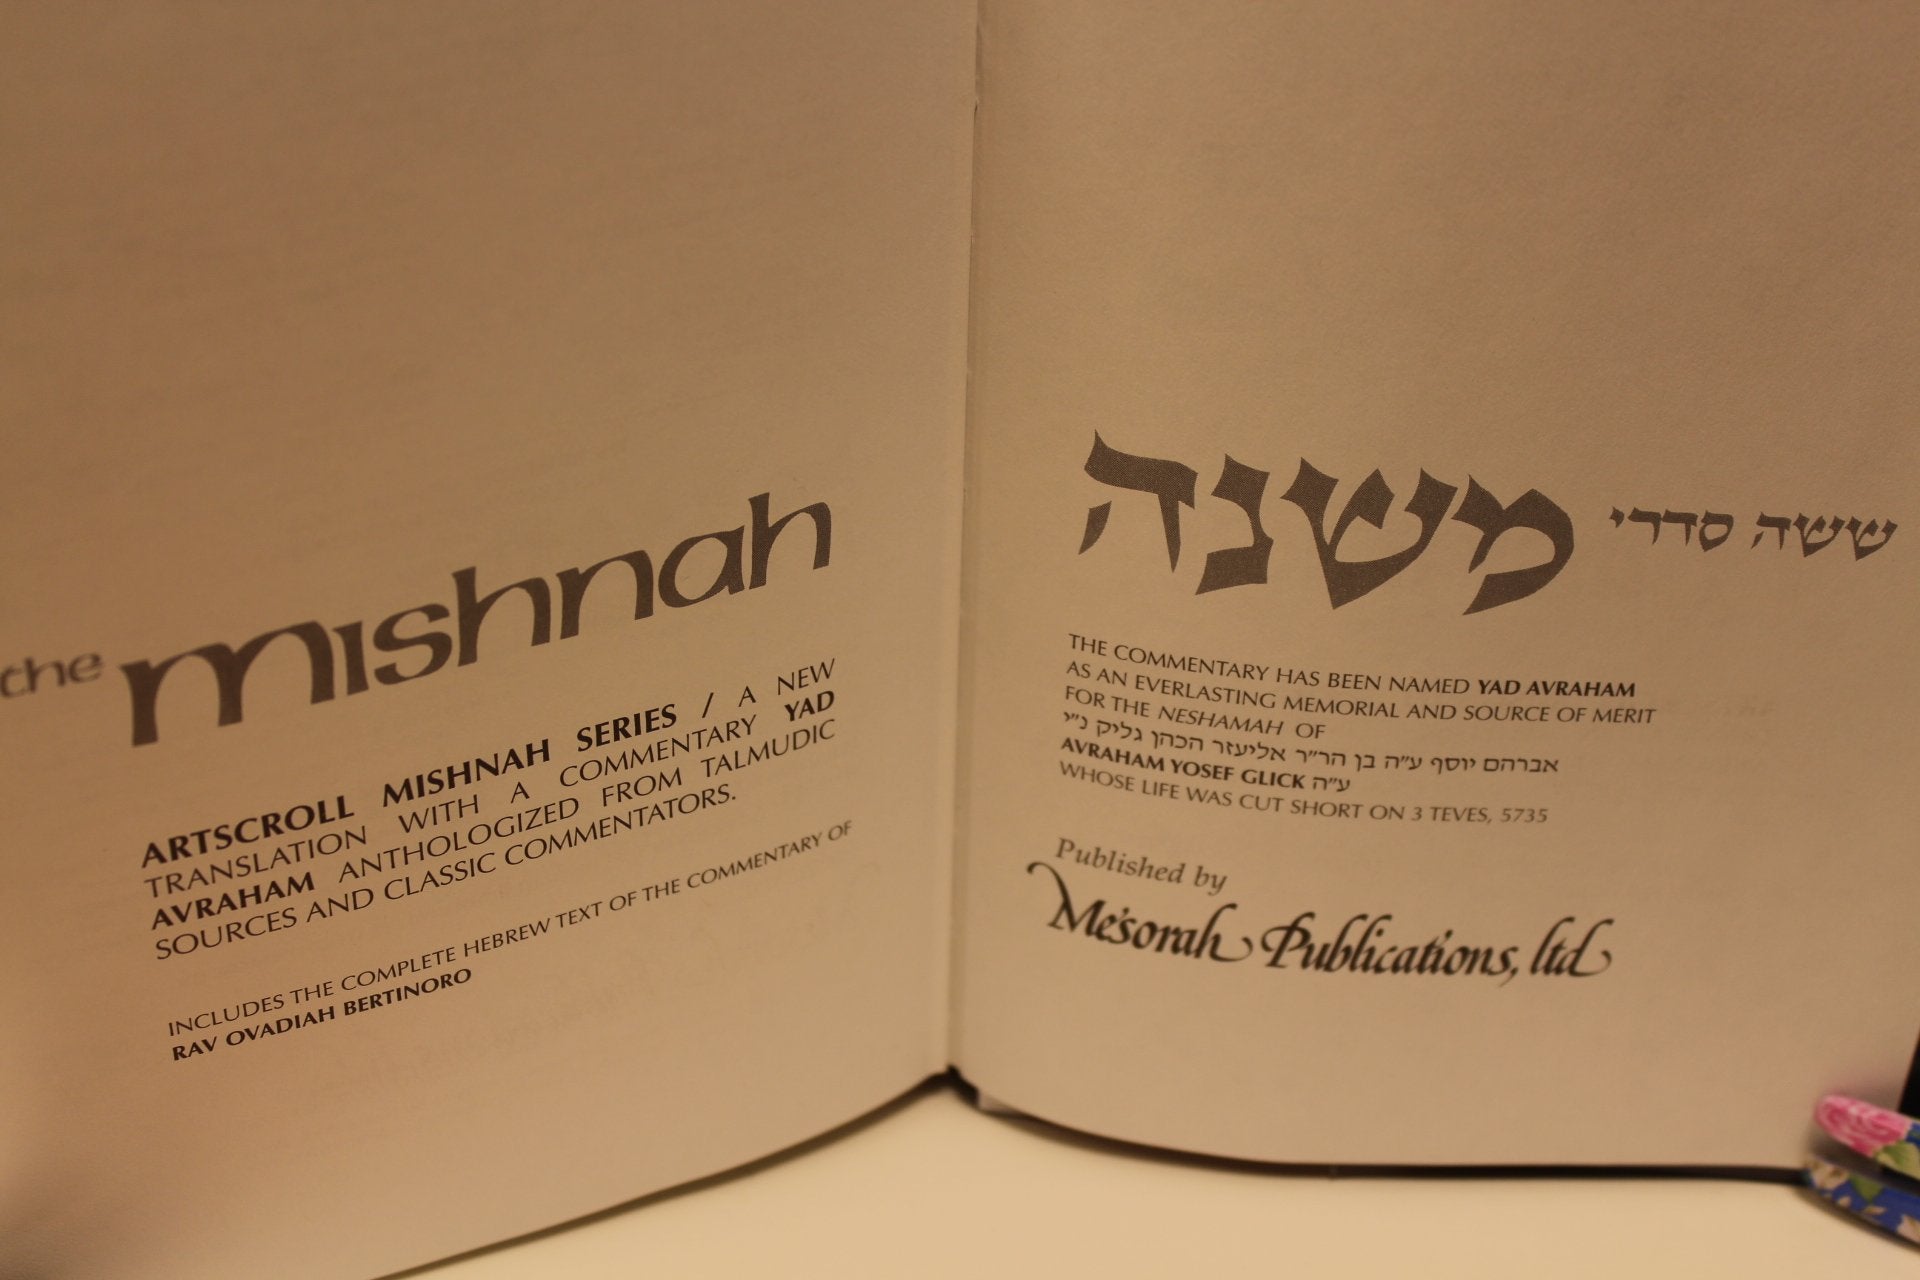 the mishnah
ARTSCROLL MISHNAH SERIES / A NEW
TRANSLATION WITH A COMMENTARY YAD
AVRAHAM ANTHOLOGIZED FROM TALMUDIC
SOURCES AND CLASSIC COMMENTATORS.
INCLUDES THE COMPLETE HEBREW TEXT OF THE COMMENTARY OF
RAV OVADIAH BERTINORO
ששה סדרי משנה
THE COMMENTARY HAS BEEN NAMED YAD AVRAHAM
AS AN EVERLASTING MEMORIAL AND SOURCE OF MERIT
FOR THE NESHAMAH OF
אברהם יוסף ע״ה בן הר״ר אליעזר הכהן גליק נ״י
AVRAHAM YOSEF GLICK ע״ה
WHOSE LIFE WAS CUT SHORT ON 3 TEVES, 5735
Published by
Me'sorah Publications, ltd